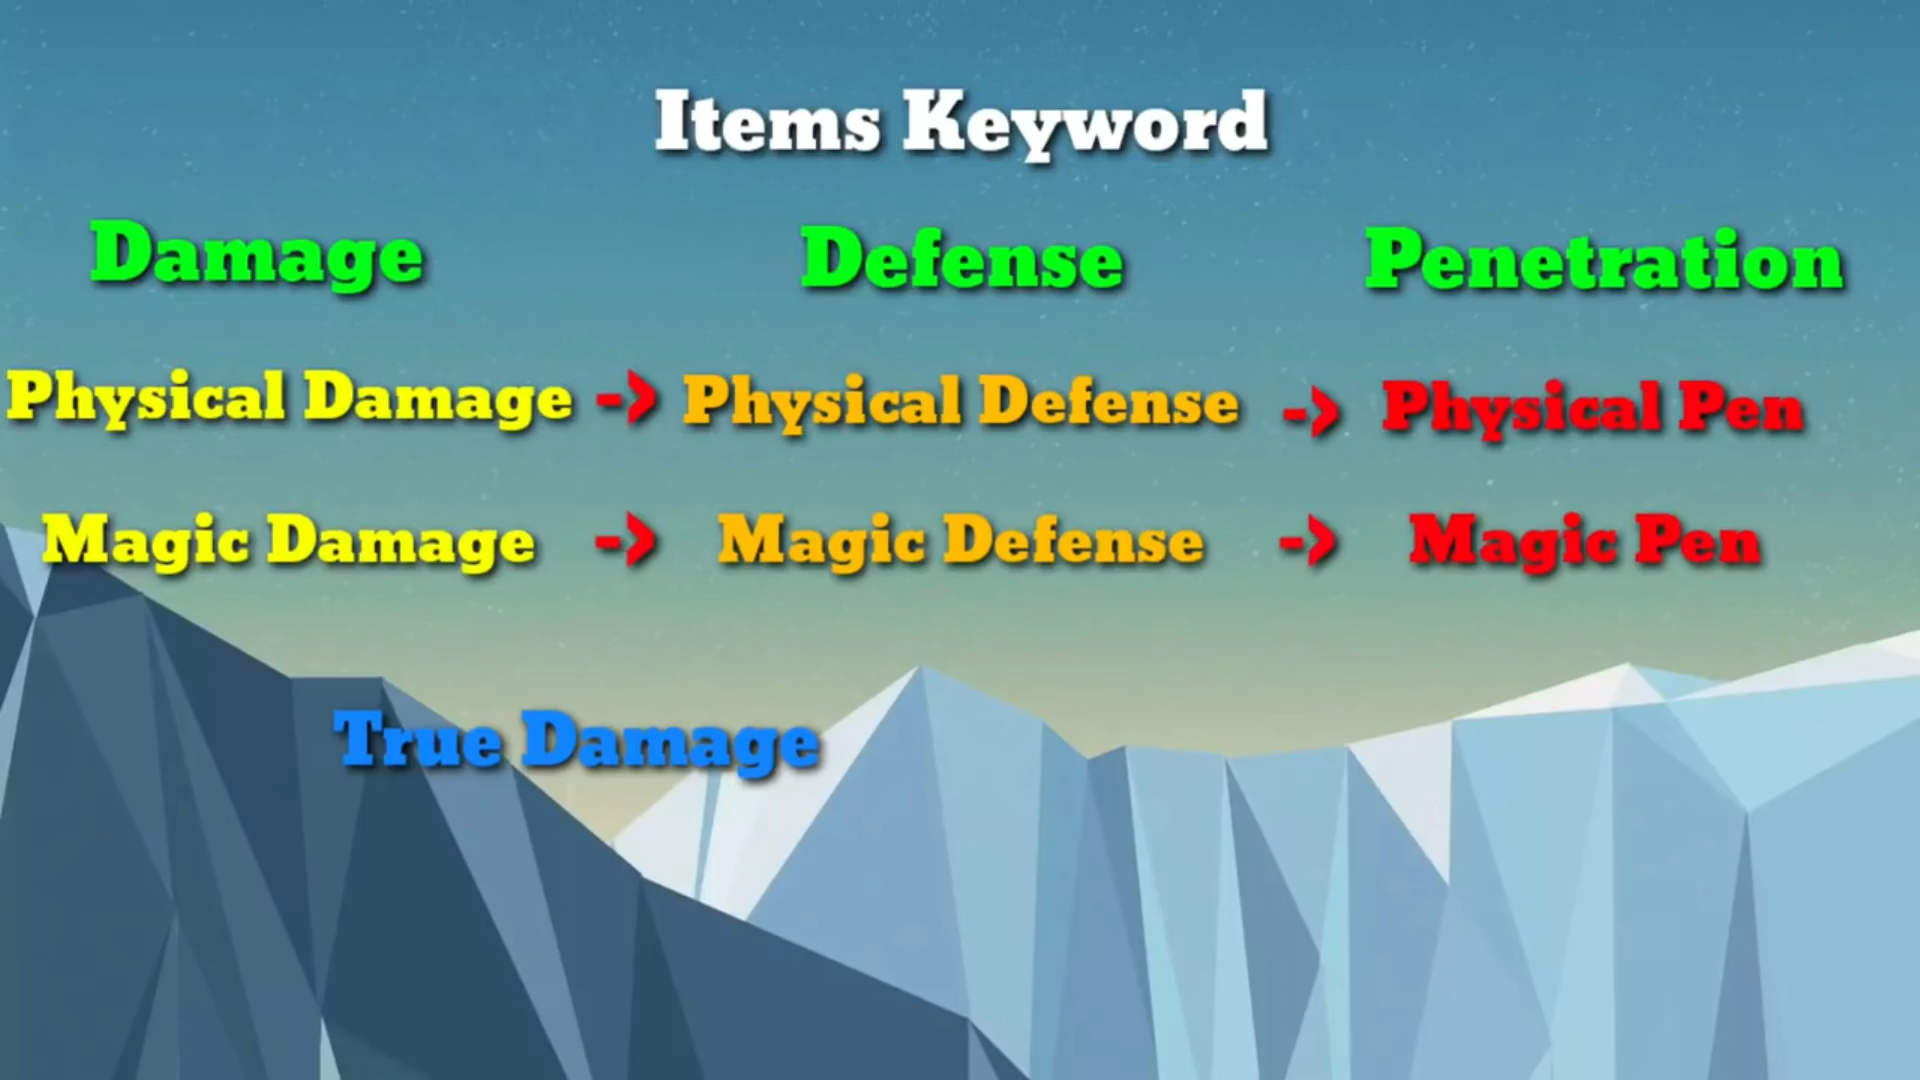 Items Keyword
Damage Defense Penetration
Physical Damage -> Physical Defense -> Physical Pen
Magic Damage -> Magic Defense -> Magic Pen
True Damage